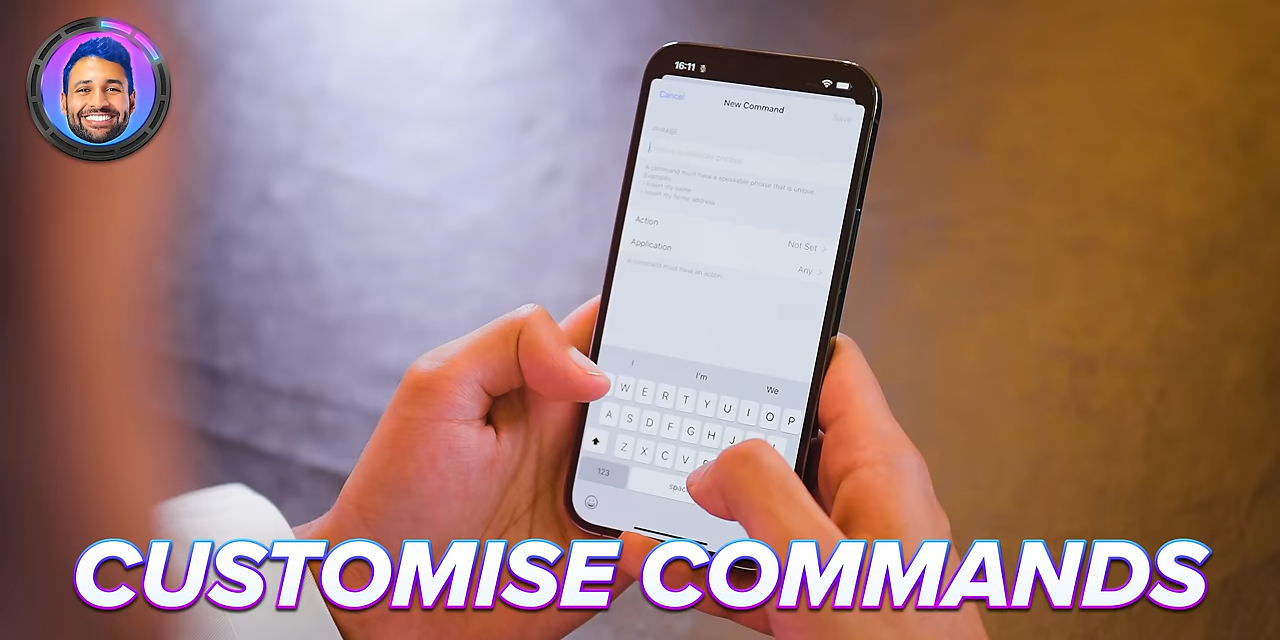 16:11
Cancel
New Command
Save
PHRASE
A command must have a speakable phrase that is unique.
Examples:
- insert my name
- insert my home address
Action
Not Set
Application
Any
A command must have an action.
I
I'm
We
W E R T Y U I O P
A S D F G H J
Z X C V
123
CUSTOMISE COMMANDS